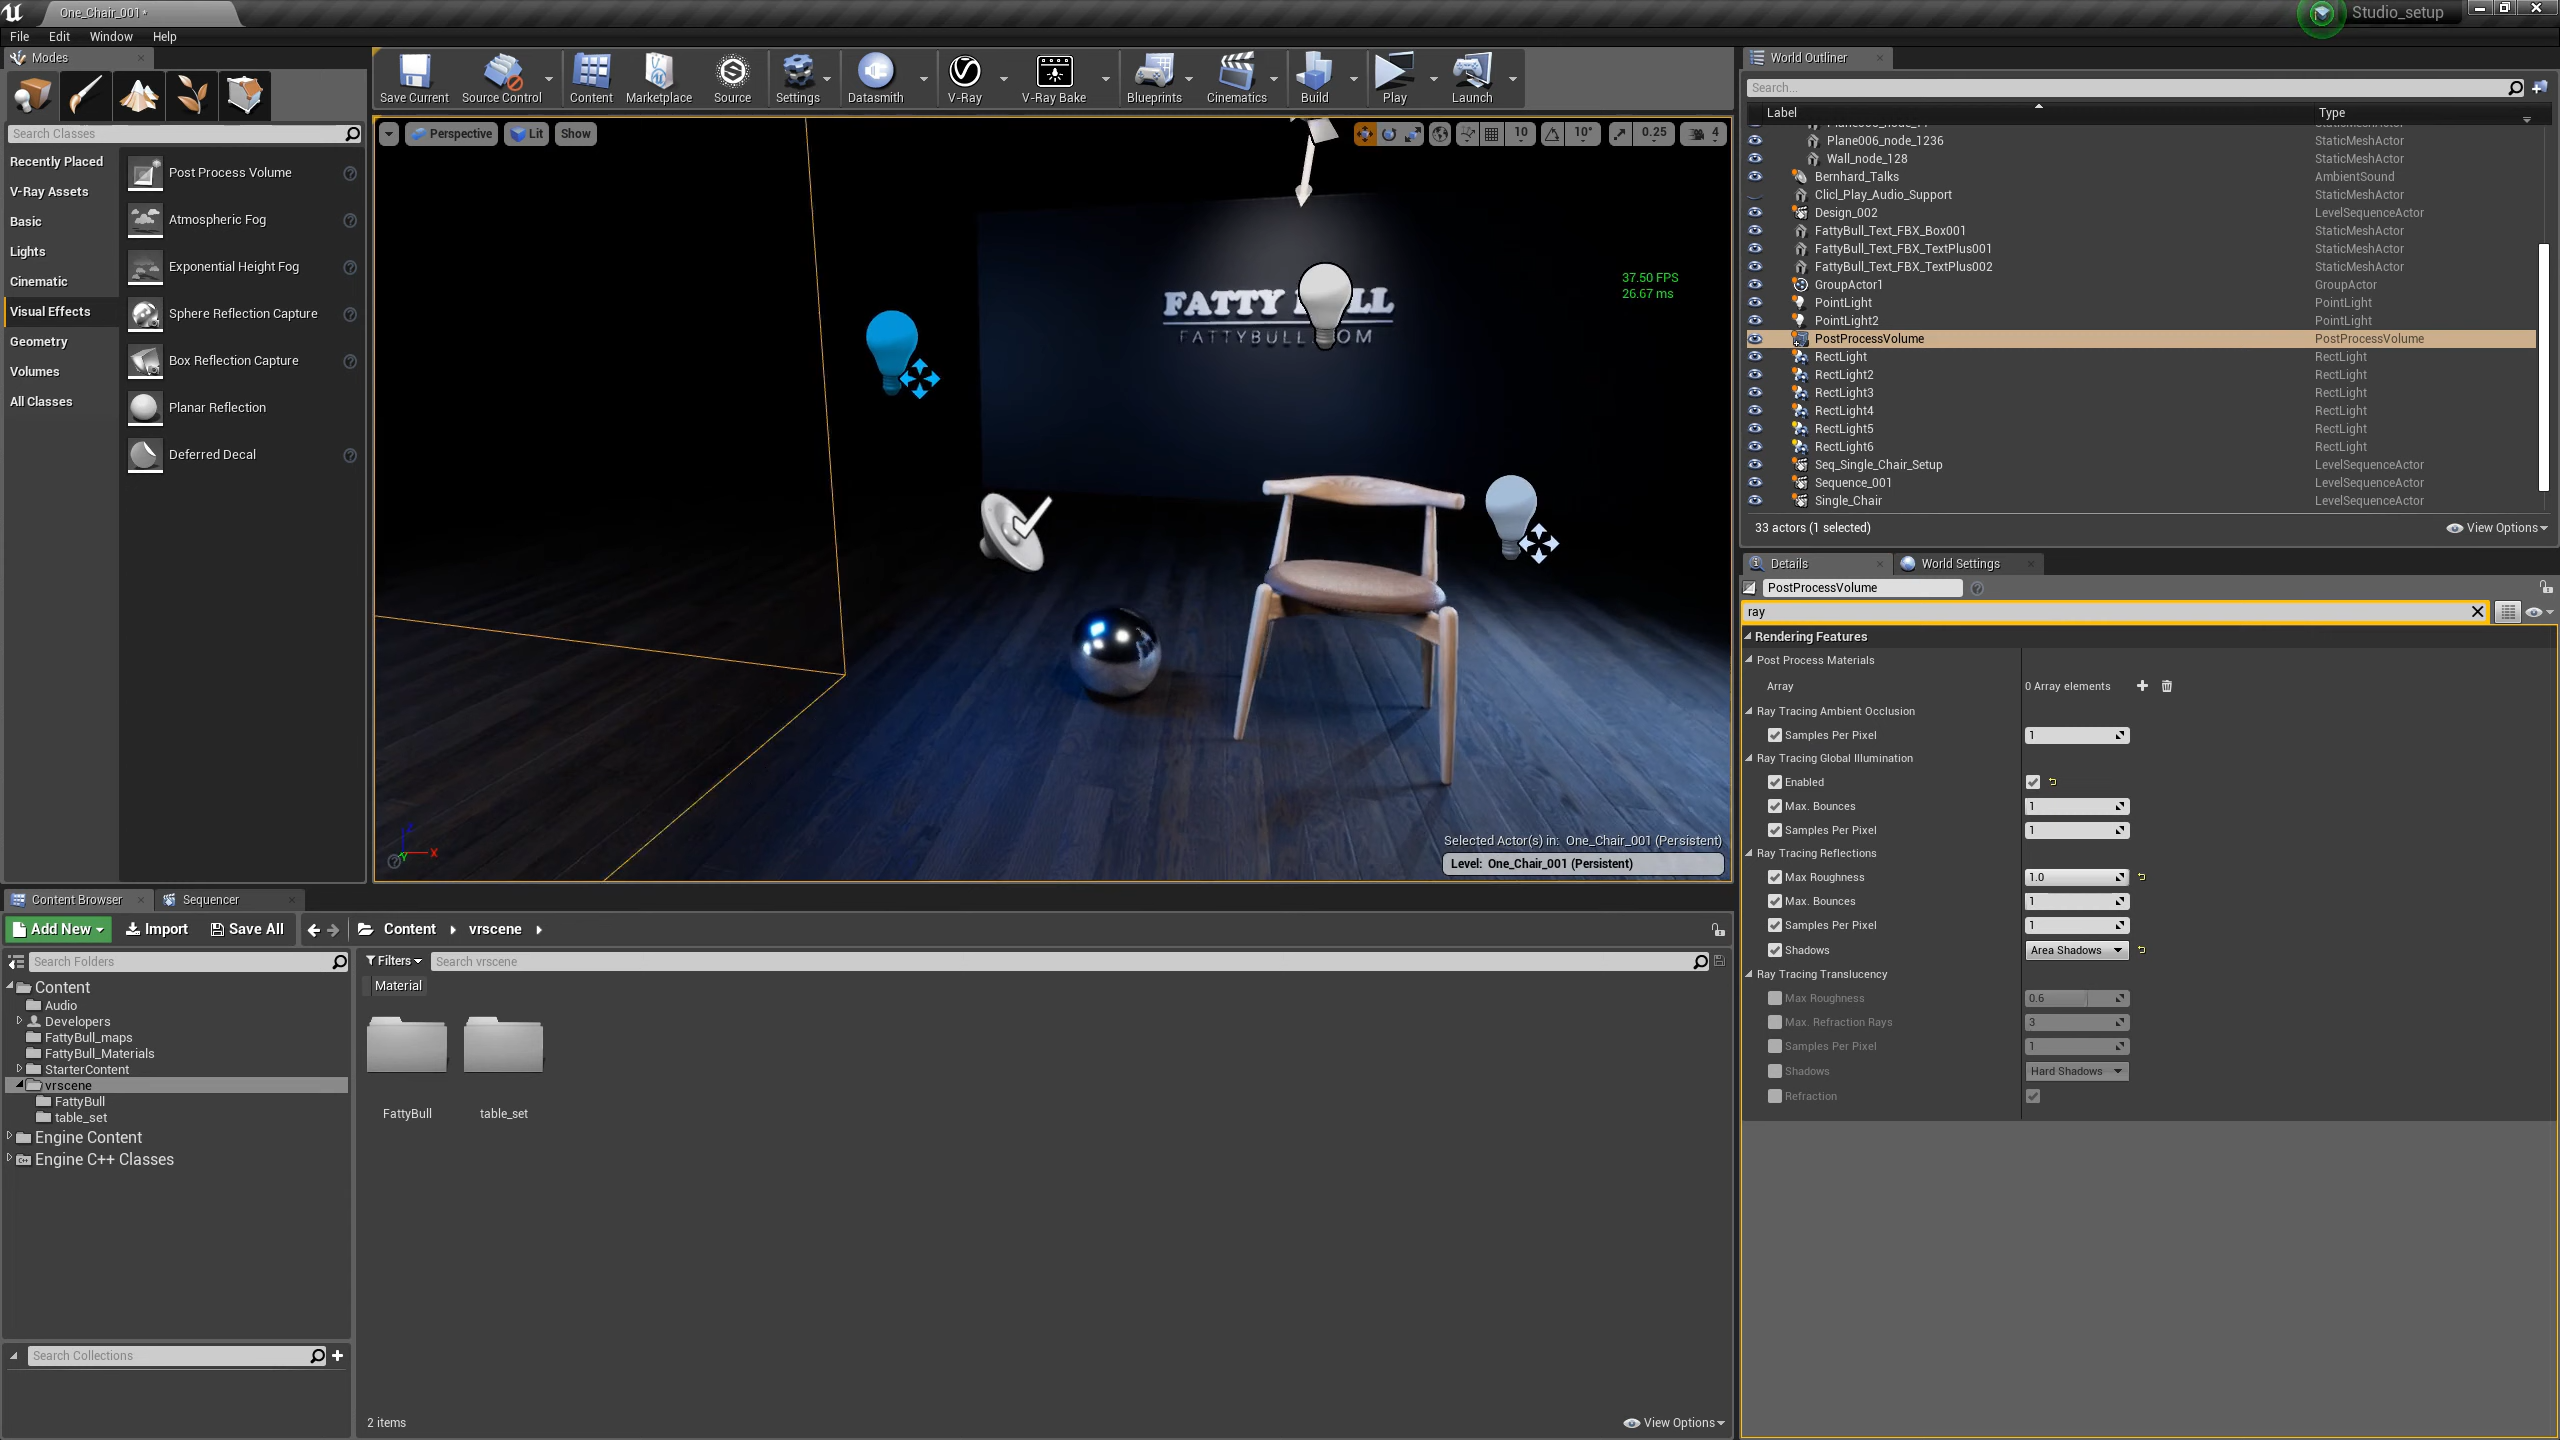 One_Chair_001*
Studio_setup
File Edit Window Help
Modes
Search Classes
Recently Placed
V-Ray Assets
Basic
Lights
Cinematic
Visual Effects
Geometry
Volumes
All Classes
Post Process Volume
Atmospheric Fog
Exponential Height Fog
Sphere Reflection Capture
Box Reflection Capture
Planar Reflection
Deferred Decal
Save Current Source Control Content Marketplace Source Settings Datasmith V-Ray V-Ray Bake Blueprints Cinematics Build Play Launch
Perspective Lit Show 10 10° 0.25 4
37.50 FPS
26.67 ms
FATTY LL
FATTYBULL OM
Selected Actor(s) in: One_Chair_001 (Persistent)
Level: One_Chair_001 (Persistent)
World Outliner
Search...
Label Type
Plane006_node_1236 StaticMeshActor
Wall_node_128 StaticMeshActor
Bernhard_Talks AmbientSound
Clicl_Play_Audio_Support StaticMeshActor
Design_002 LevelSequenceActor
FattyBull_Text_FBX_Box001 StaticMeshActor
FattyBull_Text_FBX_TextPlus001 StaticMeshActor
FattyBull_Text_FBX_TextPlus002 StaticMeshActor
GroupActor1 GroupActor
PointLight PointLight
PointLight2 PointLight
PostProcessVolume PostProcessVolume
RectLight RectLight
RectLight2 RectLight
RectLight3 RectLight
RectLight4 RectLight
RectLight5 RectLight
RectLight6 RectLight
Seq_Single_Chair_Setup LevelSequenceActor
Sequence_001 LevelSequenceActor
Single_Chair LevelSequenceActor
33 actors (1 selected) View Options
Details World Settings
PostProcessVolume
ray
Rendering Features
Post Process Materials
Array 0 Array elements
Ray Tracing Ambient Occlusion
Samples Per Pixel 1
Ray Tracing Global Illumination
Enabled
Max. Bounces 1
Samples Per Pixel 1
Ray Tracing Reflections
Max Roughness 1.0
Max. Bounces 1
Samples Per Pixel 1
Shadows Area Shadows
Ray Tracing Translucency
Max Roughness 0.6
Max. Refraction Rays 3
Samples Per Pixel 1
Shadows Hard Shadows
Refraction
Content Browser Sequencer
Add New Import Save All Content vrscene
Search Folders
Filters Search vrscene
Material
Content
Audio
Developers
FattyBull_maps
FattyBull_Materials
StarterContent
vrscene
FattyBull
table_set
Engine Content
Engine C++ Classes
FattyBull table_set
Search Collections
2 items View Options